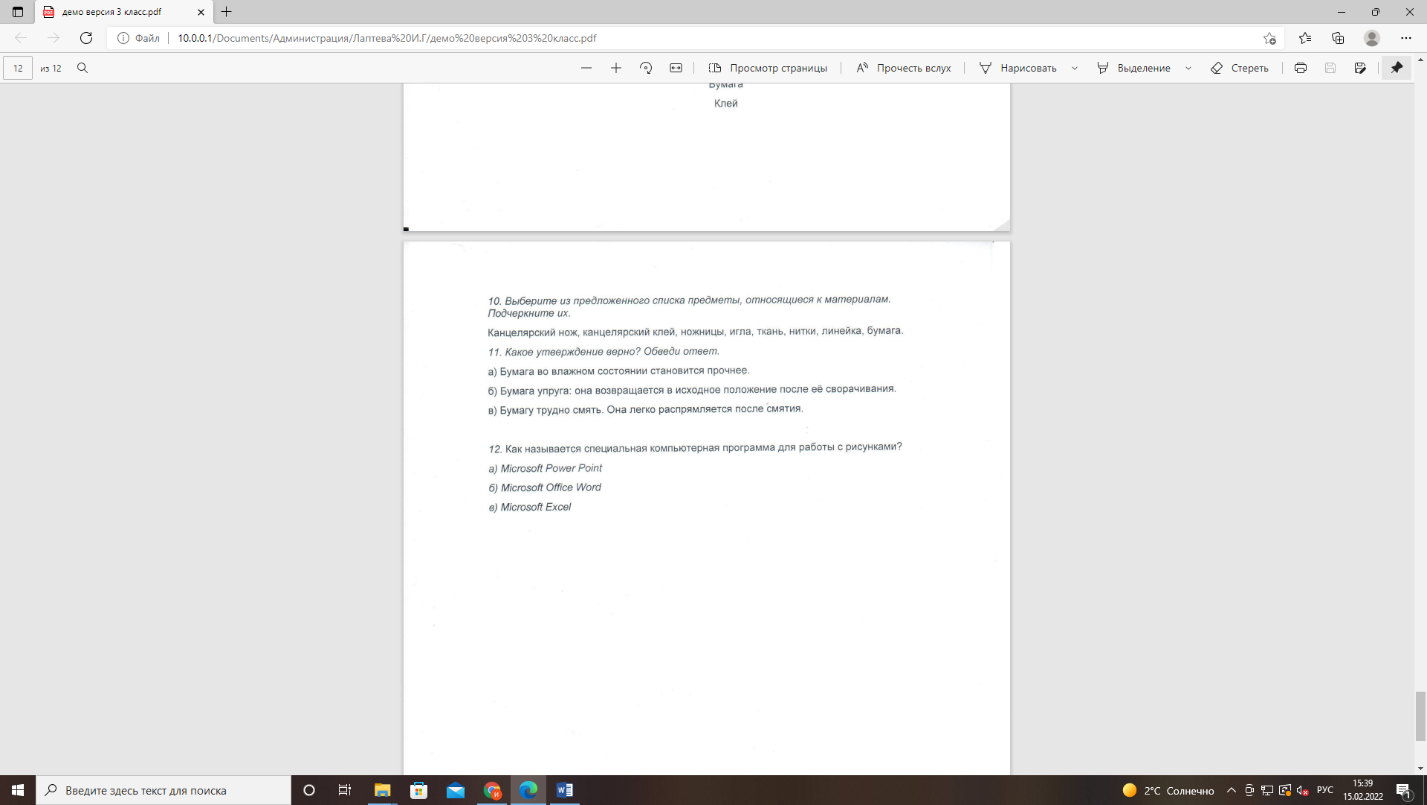 демо версия 3 класс.pdf
Файл
10.0.0.1/Documents/Администрация/Лаптева%20И.Г/демо%20версия%203%20класс.pdf
12 из 12
Просмотр страницы
Прочесть вслух
Нарисовать
Выделение
Стереть
Бумага
Клей
10. Выберите из предложенного списка предметы, относящиеся к материалам.
Подчеркните их.
Канцелярский нож, канцелярский клей, ножницы, игла, ткань, нитки, линейка, бумага.
11. Какое утверждение верно? Обведи ответ.
а) Бумага во влажном состоянии становится прочнее.
б) Бумага упруга: она возвращается в исходное положение после её сворачивания.
в) Бумагу трудно смять. Она легко распрямляется после смятия.
12. Как называется специальная компьютерная программа для работы с рисунками?
а) Microsoft Power Point
б) Microsoft Office Word
в) Microsoft Excel
Введите здесь текст для поиска
2°C Солнечно
РУС
15:39
15.02.2022
1